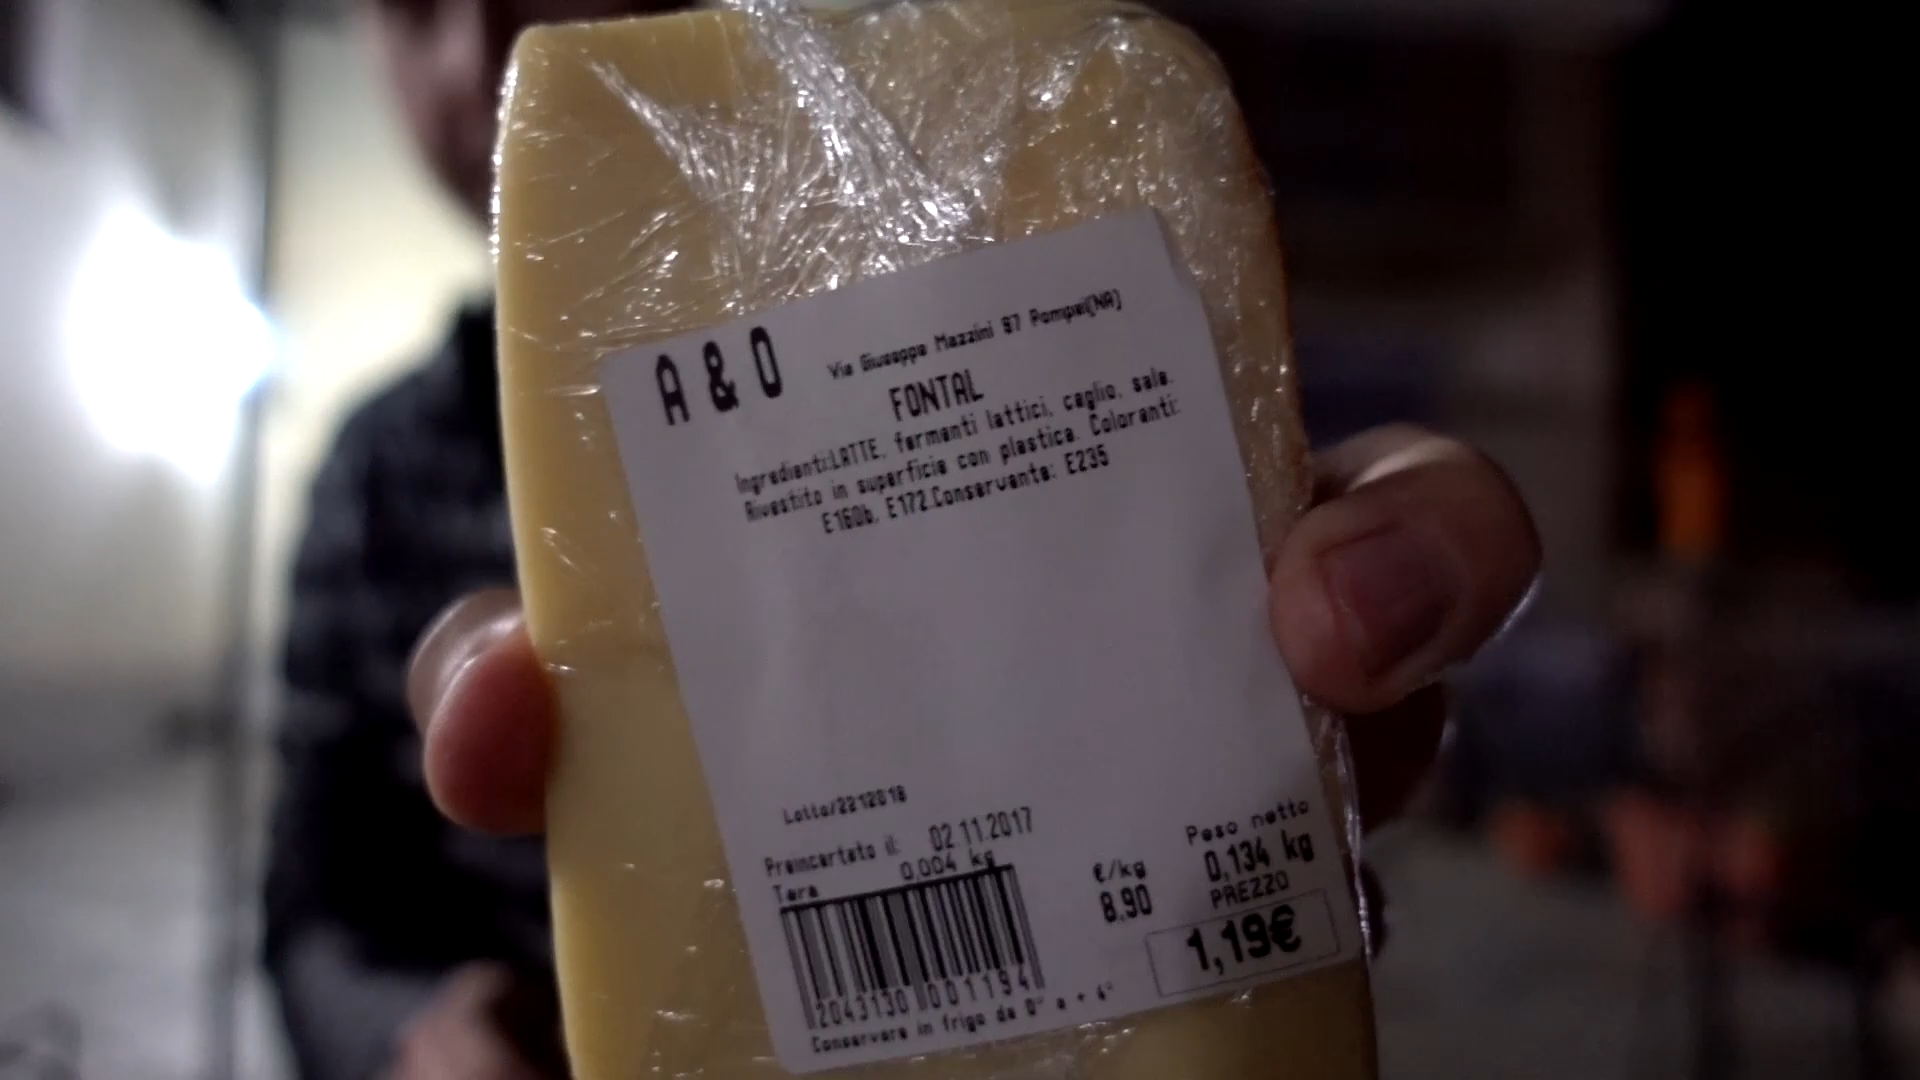 A & O
Via Giuseppe Mazzini 97 Pompei(NA)
FONTAL
Ingredienti:LATTE, fermenti lattici, caglio, sale.
Rivestito in superficie con plastica. Coloranti:
E160b, E172.Conservante: E235
Lotto/2212018
Preincartato il: 02.11.2017
Tara 0,004 kg
€/kg
8,90
Peso netto
0,134 kg
PREZZO
1,19€
2043130 001194
Conservare in frigo da 0° a + 4°